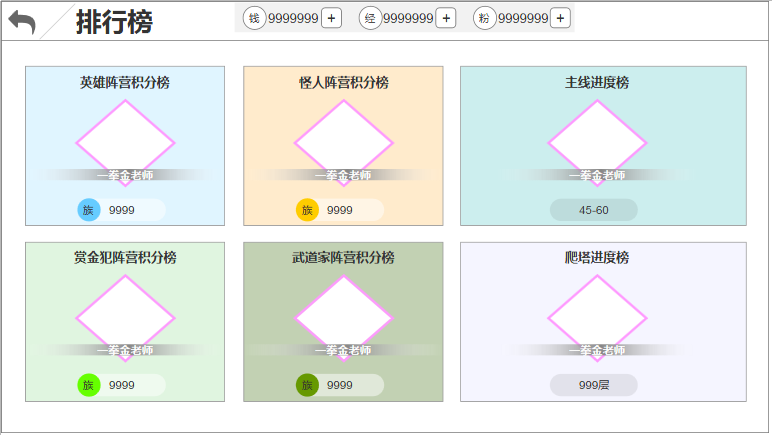 排行榜
钱 9999999 + 经 9999999 + 粉 9999999 +
英雄阵营积分榜
一拳金老师
族 9999
怪人阵营积分榜
一拳金老师
族 9999
主线进度榜
一拳金老师
45-60
赏金犯阵营积分榜
一拳金老师
族 9999
武道家阵营积分榜
一拳金老师
族 9999
爬塔进度榜
一拳金老师
999层